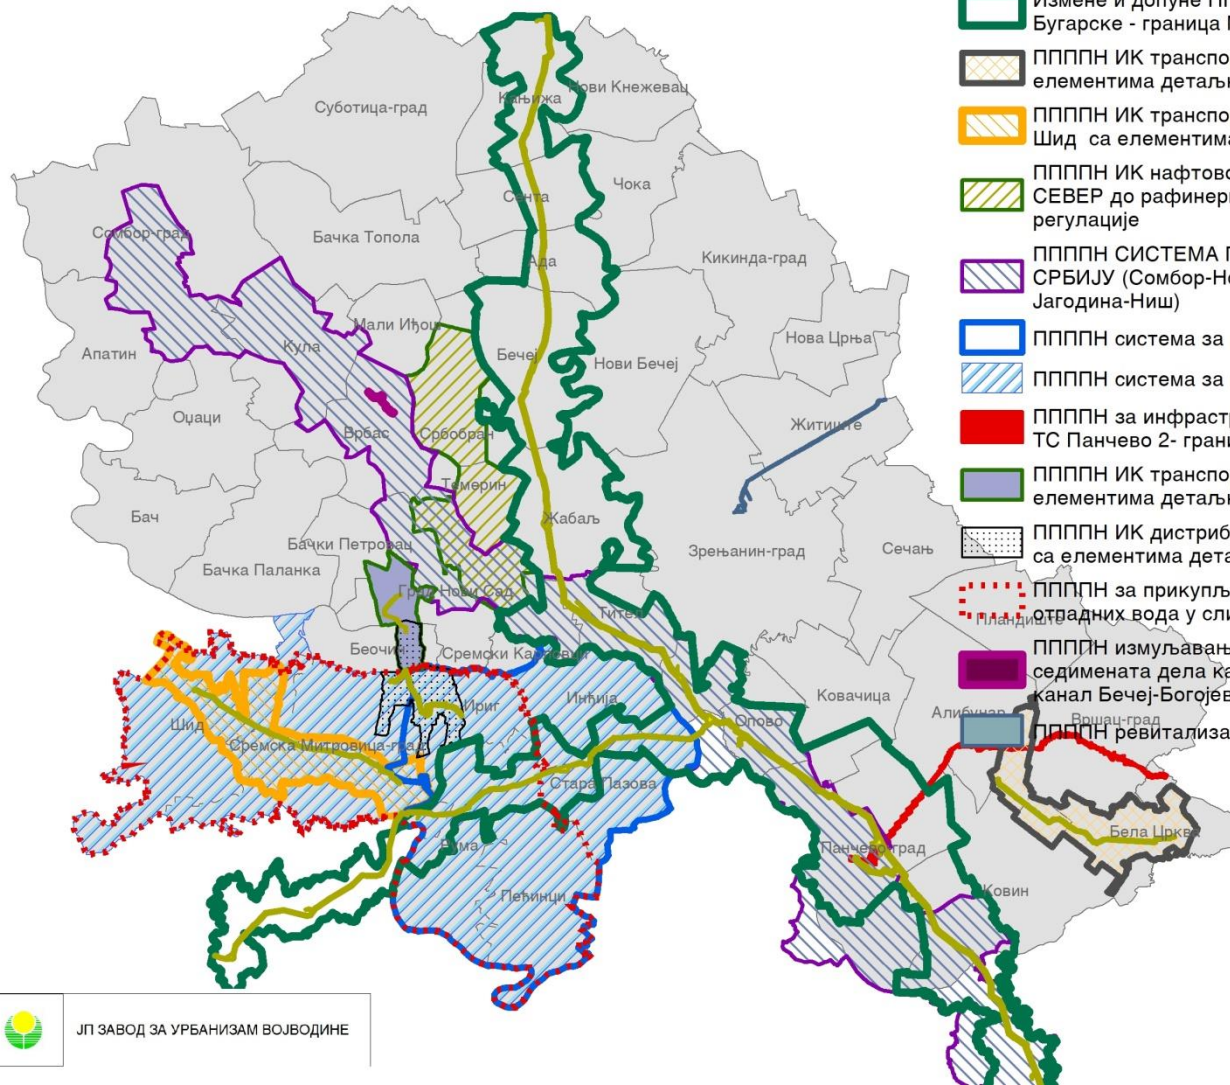 Измене и допуне
Бугарске - граница
ППППН ИК транспо
елементима детаљ
ППППН ИК транспо
Шид са елементима
ППППН ИК нафтово
СЕВЕР до рафинер
регулације
ППППН СИСТЕМА
СРБИЈУ (Сомбор-Но
Јагодина-Ниш)
ППППН система за
ППППН система за
ППППН за инфраст
ТС Панчево 2- грани
ППППН ИК транспо
елементима детаљ
ППППН ИК дистриб
са елементима дета
ППППН за прикупљ
отпадних вода у сли
ППППН измуљавањ
седимената дела ка
канал Бечеј-Богојев
ППППН ревитализа
Суботица-град
Кањижа
Нови Кнежевац
Сента
Чока
Сомбор-град
Бачка Топола
Ада
Кикинда-град
Мали Иђош
Апатин
Кула
Бечеј
Нови Бечеј
Нова Црња
Оџаци
Врбас
Србобран
Житиште
Темерин
Бач
Жабаљ
Бачки Петровац
Зрењанин-град
Сечањ
Бачка Паланка
Град Нови Сад
Тител
Пландиште
Беочин
Сремски Карловци
Инђија
Ириг
Ковачица
Опово
Алибунар
Вршац-град
Шид
Сремска Митровица-град
Стара Пазова
Бела Црква
Рума
Панчево-град
Пећинци
Ковин
ЈП ЗАВОД ЗА УРБАНИЗАМ ВОЈВОДИНЕ